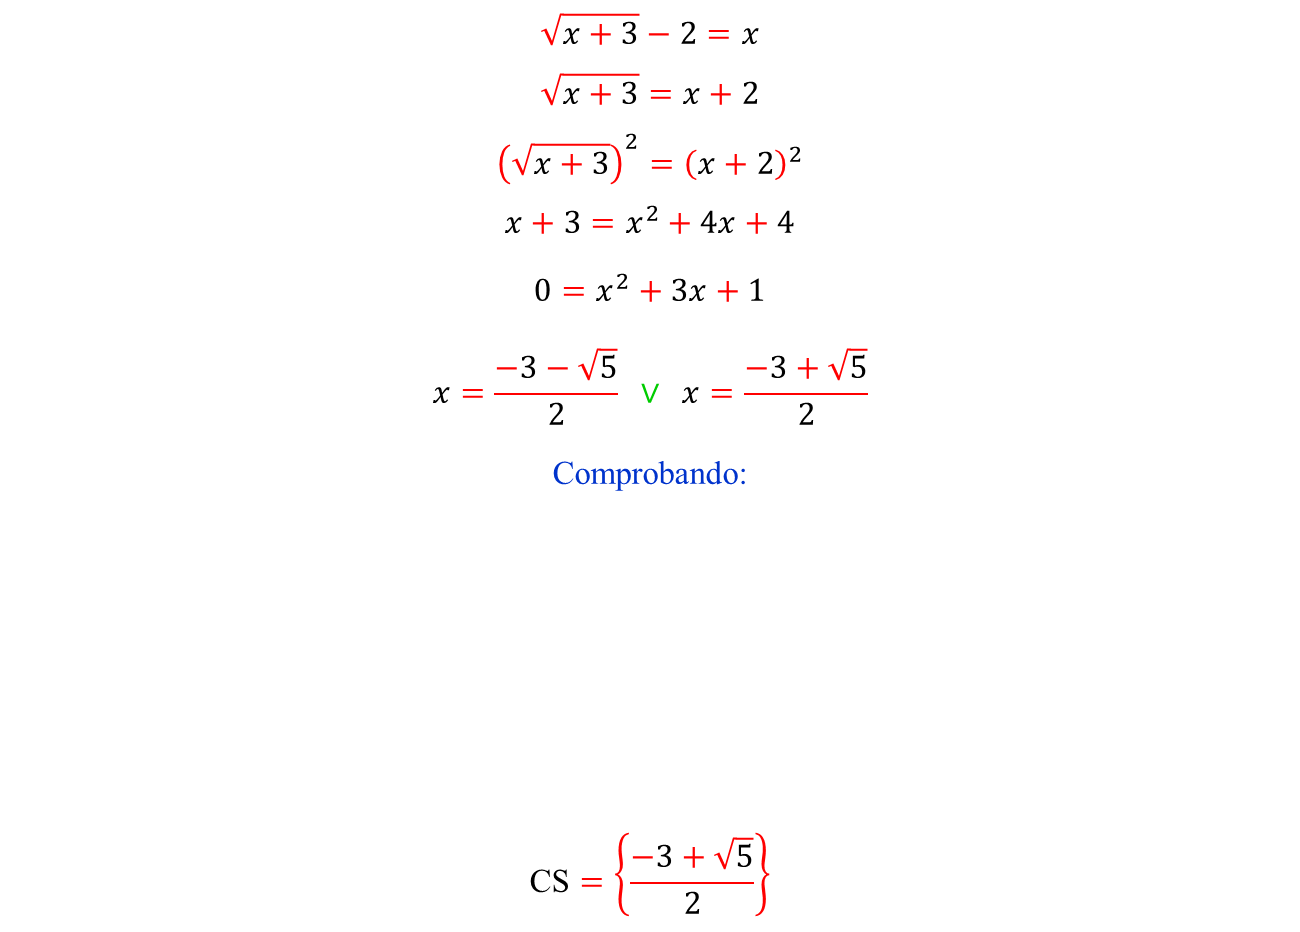 √(x + 3) − 2 = x
√(x + 3) = x + 2
(√(x + 3))² = (x + 2)²
x + 3 = x² + 4x + 4
0 = x² + 3x + 1
x = (−3 − √5)/2 ∨ x = (−3 + √5)/2
Comprobando:
CS = {(−3 + √5)/2}